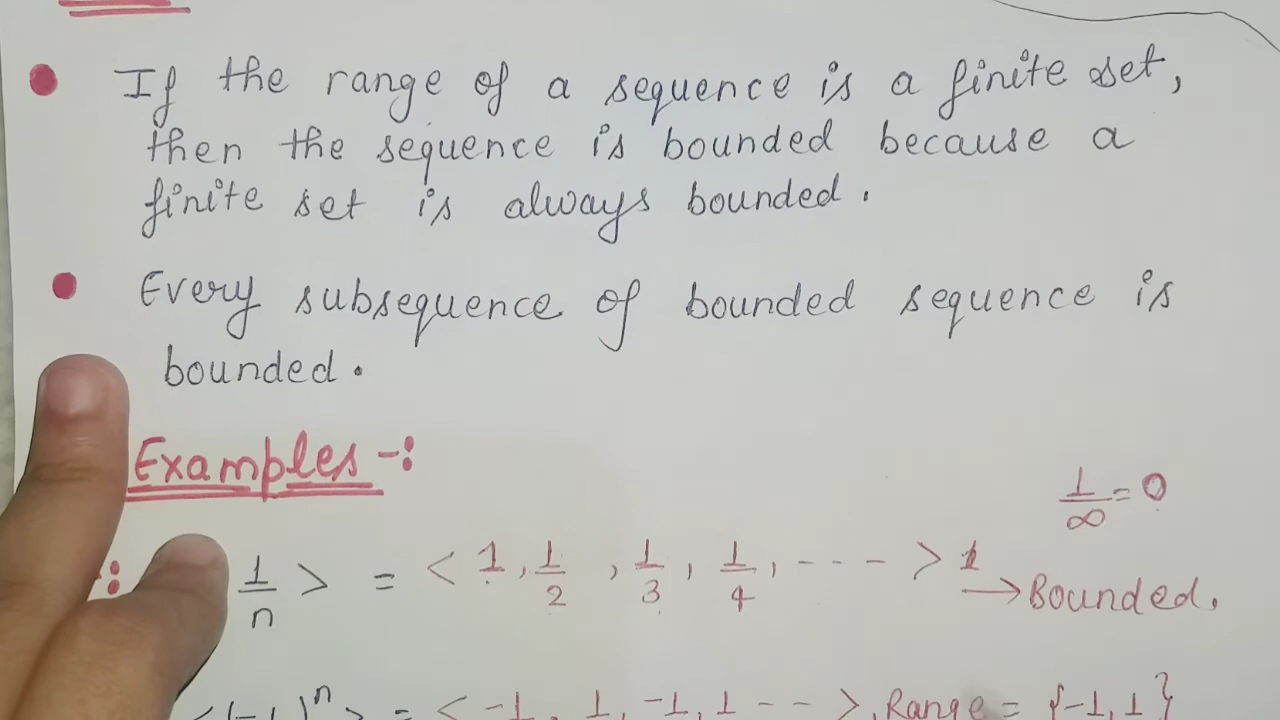 If the range of a sequence is a finite set,
then the sequence is bounded because a
finite set is always bounded.
Every subsequence of bounded sequence is
bounded.
Examples -:
1/∞ = 0
1/n > = < 1, 1/2, 1/3, 1/4, - - - - > 1 → Bounded.
<(-1)^n > = < -1, 1, -1, 1 - - >, Range = {-1, 1}